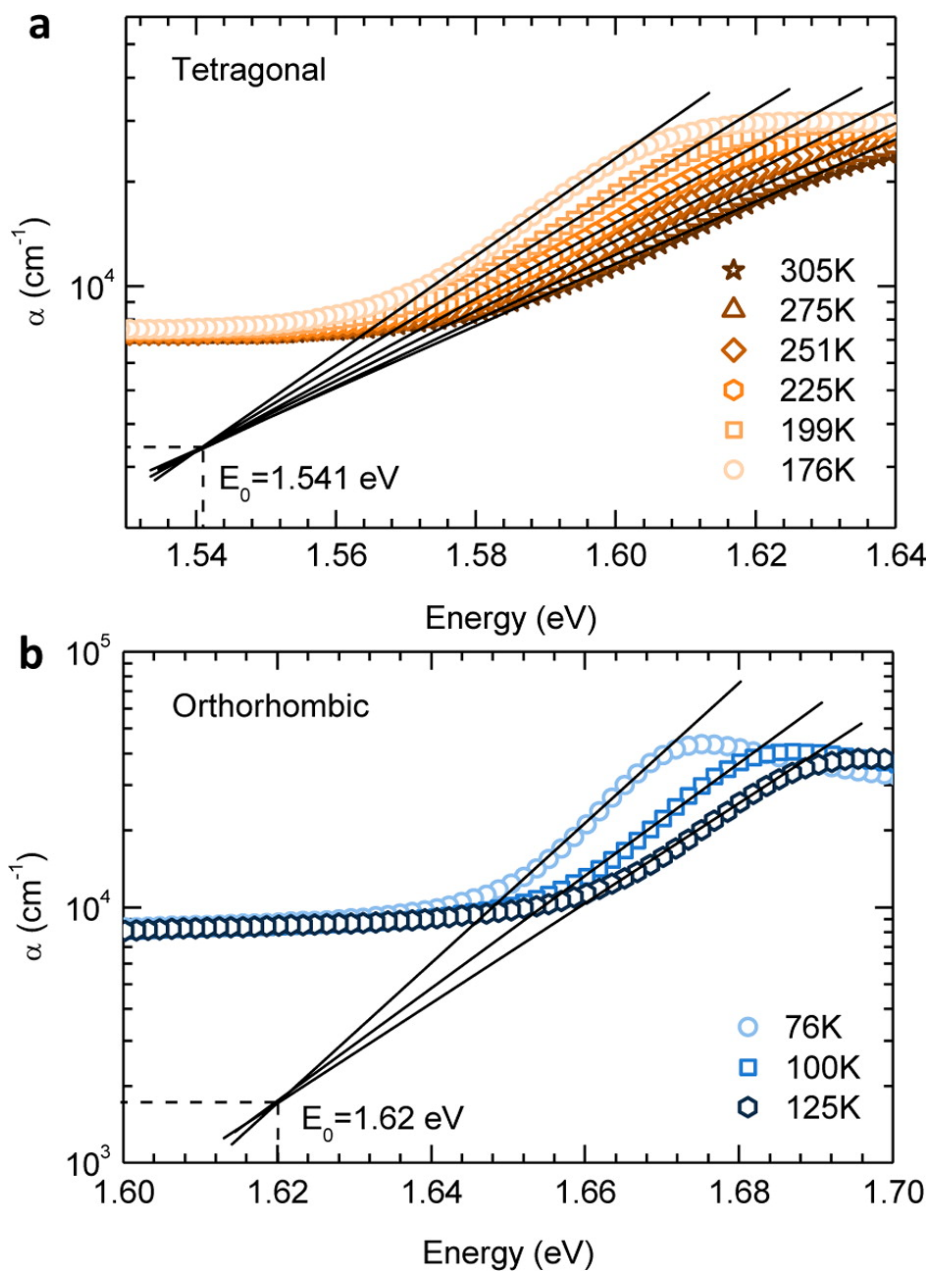 a
Tetragonal
α (cm⁻¹)
10⁴
E₀=1.541 eV
305K
275K
251K
225K
199K
176K
1.54 1.56 1.58 1.60 1.62 1.64
Energy (eV)
b
Orthorhombic
α (cm⁻¹)
10⁵
10⁴
10³
E₀=1.62 eV
76K
100K
125K
1.60 1.62 1.64 1.66 1.68 1.70
Energy (eV)